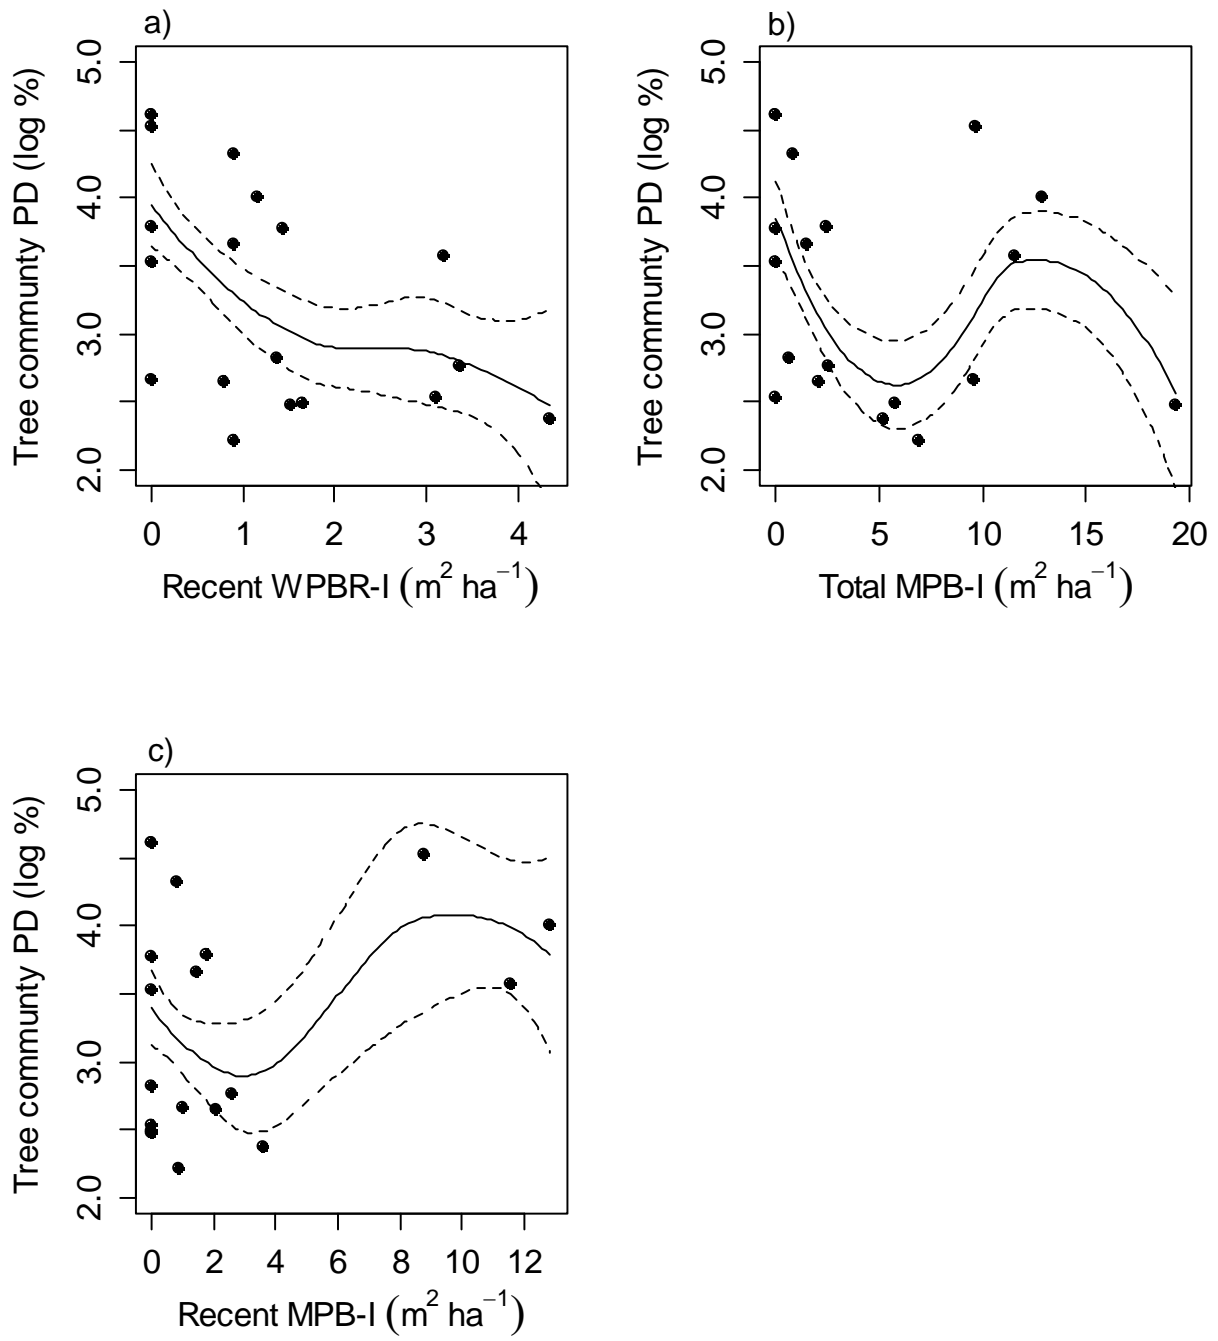 a)
Tree communty PD (log %)
5.0
4.0
3.0
2.0
0 1 2 3 4
Recent WPBR-I (m² ha⁻¹)
b)
Tree communty PD (log %)
5.0
4.0
3.0
2.0
0 5 10 15 20
Total MPB-I (m² ha⁻¹)
c)
Tree communty PD (log %)
5.0
4.0
3.0
2.0
0 2 4 6 8 10 12
Recent MPB-I (m² ha⁻¹)